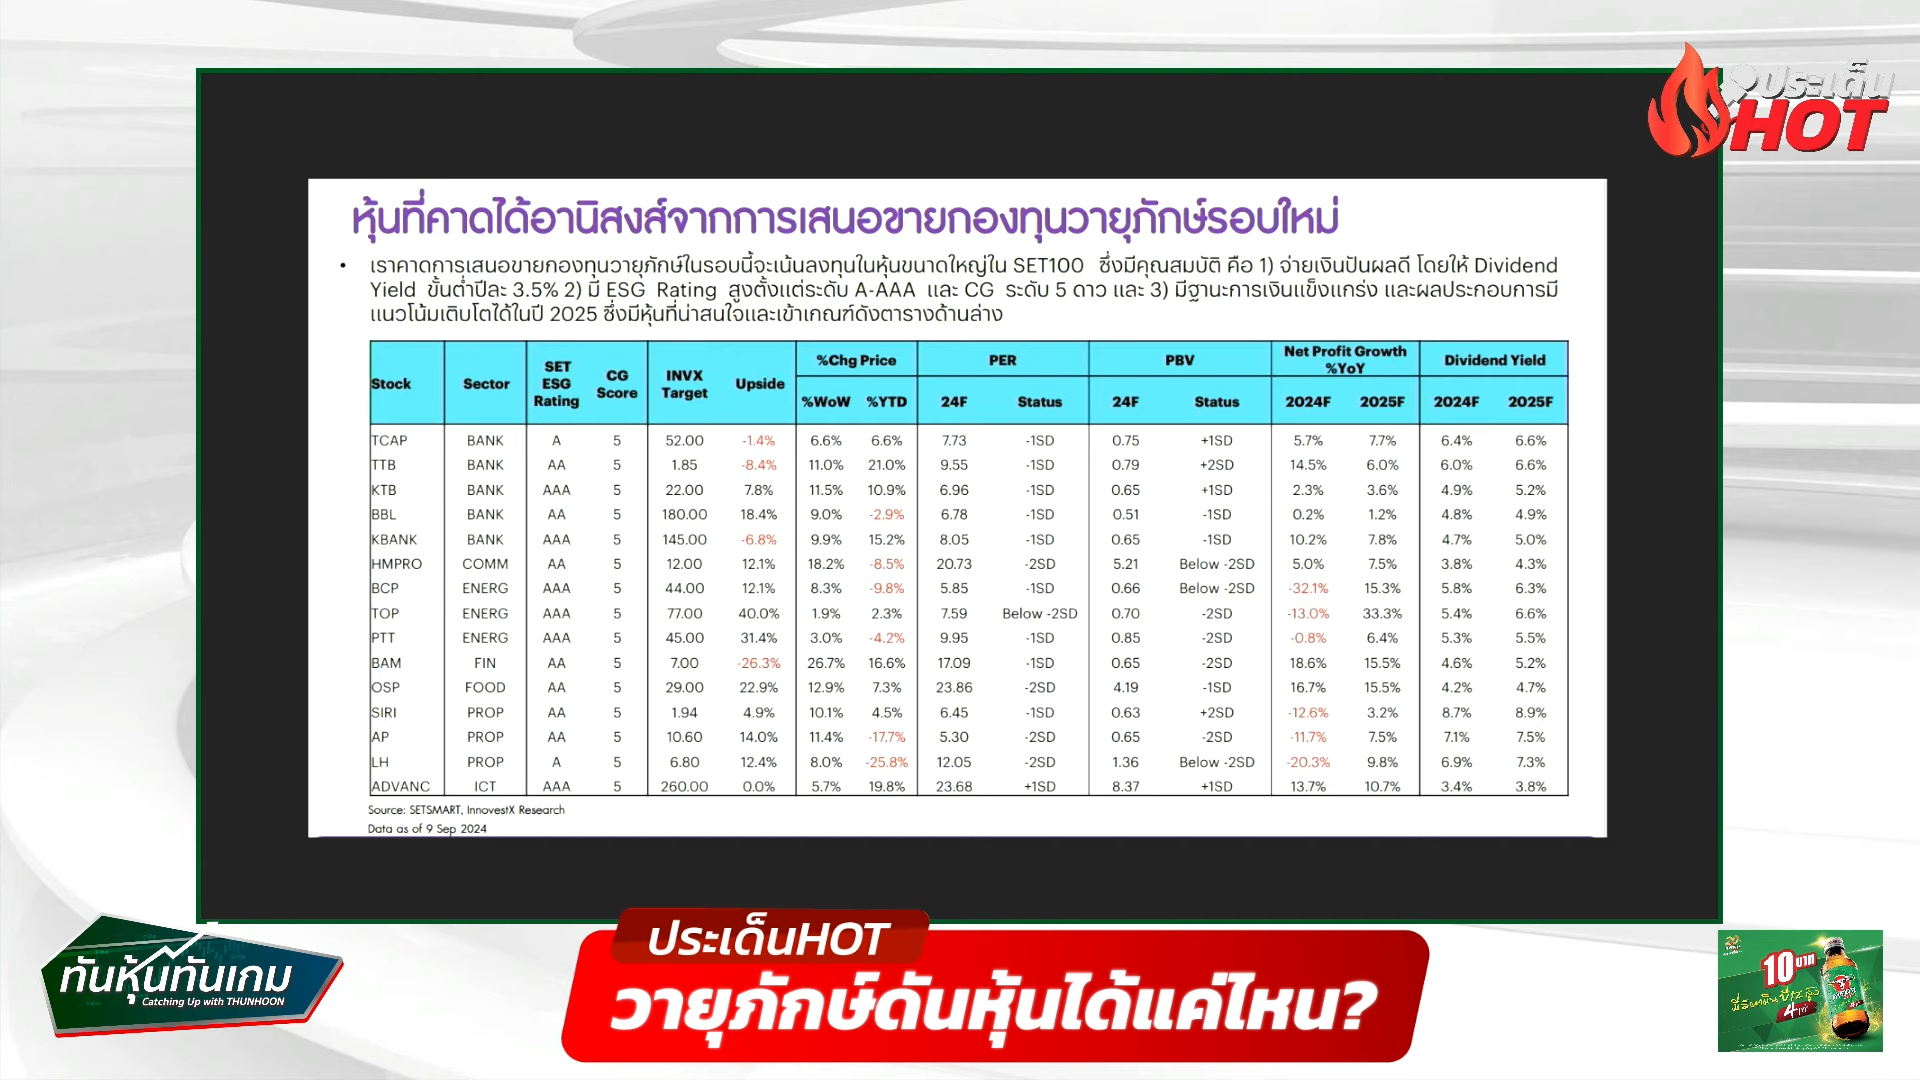 ประเด็น
HOT
หุ้นที่คาดได้อานิสงส์จากการเสนอขายกองทุนวายุภักษ์รอบใหม่
• เราคาดการเสนอขายกองทุนวายุภักษ์ในรอบนี้จะเน้นลงทุนในหุ้นขนาดใหญ่ใน SET100 ซึ่งมีคุณสมบัติ คือ 1) จ่ายเงินปันผลดี โดยให้ Dividend
Yield ขั้นต่ำปีละ 3.5% 2) มี ESG Rating สูงตั้งแต่ระดับ A-AAA และ CG ระดับ 5 ดาว และ 3) มีฐานะการเงินแข็งแกร่ง และผลประกอบการมี
แนวโน้มเติบโตได้ในปี 2025 ซึ่งมีหุ้นที่น่าสนใจและเข้าเกณฑ์ดังตารางด้านล่าง
Stock Sector SET ESG Rating CG Score INVX Target Upside %Chg Price PER PBV Net Profit Growth %YoY Dividend Yield
%WoW %YTD 24F Status 24F Status 2024F 2025F 2024F 2025F
TCAP BANK A 5 52.00 -1.4% 6.6% 6.6% 7.73 -1SD 0.75 +1SD 5.7% 7.7% 6.4% 6.6%
TTB BANK AA 5 1.85 -8.4% 11.0% 21.0% 9.55 -1SD 0.79 +2SD 14.5% 6.0% 6.0% 6.6%
KTB BANK AAA 5 22.00 7.8% 11.5% 10.9% 6.96 -1SD 0.65 +1SD 2.3% 3.6% 4.9% 5.2%
BBL BANK AA 5 180.00 18.4% 9.0% -2.9% 6.78 -1SD 0.51 -1SD 0.2% 1.2% 4.8% 4.9%
KBANK BANK AAA 5 145.00 -6.8% 9.9% 15.2% 8.05 -1SD 0.65 -1SD 10.2% 7.8% 4.7% 5.0%
HMPRO COMM AA 5 12.00 12.1% 18.2% -8.5% 20.73 -2SD 5.21 Below -2SD 5.0% 7.5% 3.8% 4.3%
BCP ENERG AAA 5 44.00 12.1% 8.3% -9.8% 5.85 -1SD 0.66 Below -2SD -32.1% 15.3% 5.8% 6.3%
TOP ENERG AAA 5 77.00 40.0% 1.9% 2.3% 7.59 Below -2SD 0.70 -2SD -13.0% 33.3% 5.4% 6.6%
PTT ENERG AAA 5 45.00 31.4% 3.0% -4.2% 9.95 -1SD 0.85 -2SD -0.8% 6.4% 5.3% 5.5%
BAM FIN AA 5 7.00 -26.3% 26.7% 16.6% 17.09 -1SD 0.65 -2SD 18.6% 15.5% 4.6% 5.2%
OSP FOOD AA 5 29.00 22.9% 12.9% 7.3% 23.86 -2SD 4.19 -1SD 16.7% 15.5% 4.2% 4.7%
SIRI PROP AA 5 1.94 4.9% 10.1% 4.5% 6.45 -1SD 0.63 +2SD -12.6% 3.2% 8.7% 8.9%
AP PROP AA 5 10.60 14.0% 11.4% -17.7% 5.30 -2SD 0.65 -2SD -11.7% 7.5% 7.1% 7.5%
LH PROP A 5 6.80 12.4% 8.0% -25.8% 12.05 -2SD 1.36 Below -2SD -20.3% 9.8% 6.9% 7.3%
ADVANC ICT AAA 5 260.00 0.0% 5.7% 19.8% 23.68 +1SD 8.37 +1SD 13.7% 10.7% 3.4% 3.8%
Source: SETSMART, InnovestX Research
Data as of 9 Sep 2024
ทันหุ้นทันเกม
Catching Up with THUNHOON
ประเด็นHOT
วายุภักษ์ดันหุ้นได้แค่ไหน?
10 บาท